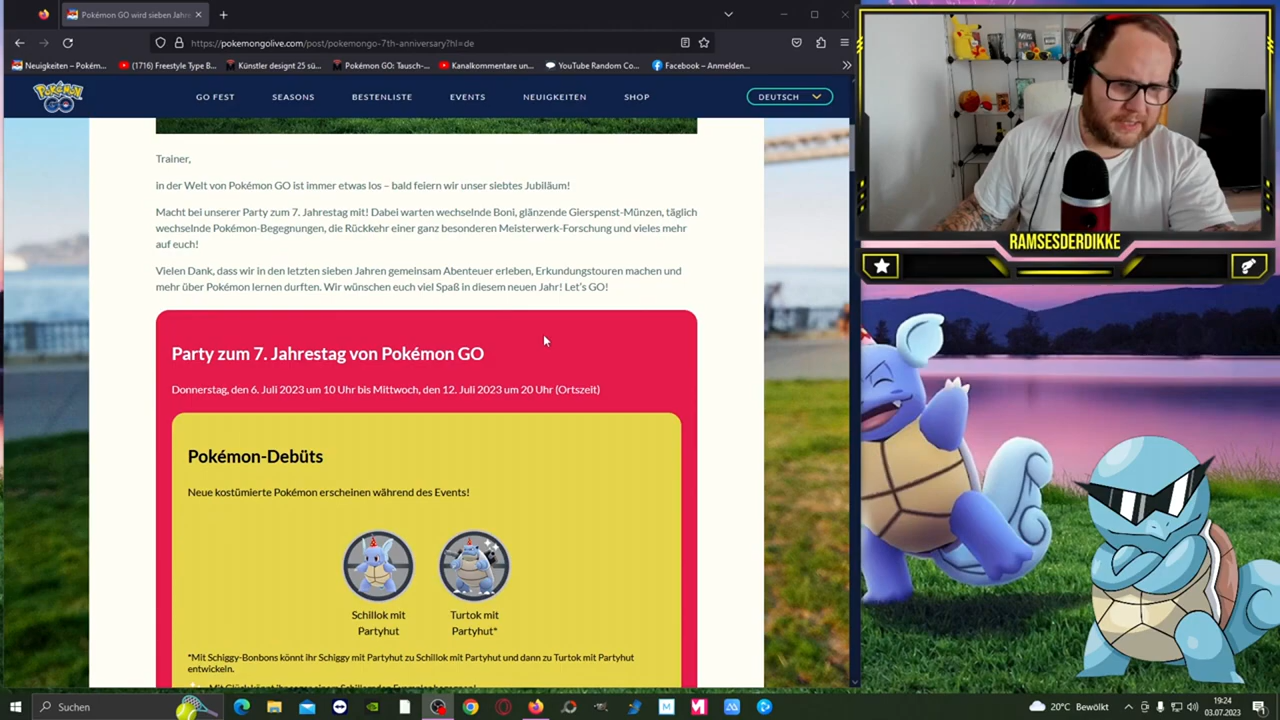 Pokémon GO wird sieben Jahre
https://pokemongolive.com/post/pokemongo-7th-anniversary?hl=de
Neuigkeiten – Pokém...
(1716) Freestyle Type B...
Künstler designt 25 sü...
Pokémon GO: Tausch-...
Kanalkommentare un...
YouTube Random Co...
Facebook – Anmelden...
POKÉMON GO
GO FEST
SEASONS
BESTENLISTE
EVENTS
NEUIGKEITEN
SHOP
DEUTSCH
Trainer,
in der Welt von Pokémon GO ist immer etwas los – bald feiern wir unser siebtes Jubiläum!
Macht bei unserer Party zum 7. Jahrestag mit! Dabei warten wechselnde Boni, glänzende Gierspenst-Münzen, täglich
wechselnde Pokémon-Begegnungen, die Rückkehr einer ganz besonderen Meisterwerk-Forschung und vieles mehr
auf euch!
Vielen Dank, dass wir in den letzten sieben Jahren gemeinsam Abenteuer erleben, Erkundungstouren machen und
mehr über Pokémon lernen durften. Wir wünschen euch viel Spaß in diesem neuen Jahr! Let's GO!
Party zum 7. Jahrestag von Pokémon GO
Donnerstag, den 6. Juli 2023 um 10 Uhr bis Mittwoch, den 12. Juli 2023 um 20 Uhr (Ortszeit)
Pokémon-Debüts
Neue kostümierte Pokémon erscheinen während des Events!
Schillok mit
Partyhut
Turtok mit
Partyhut*
*Mit Schiggy-Bonbons könnt ihr Schiggy mit Partyhut zu Schillok mit Partyhut und dann zu Turtok mit Partyhut
entwickeln.
RAMSESDERDIKKE
Suchen
20°C Bewölkt
19:24
03.07.2023